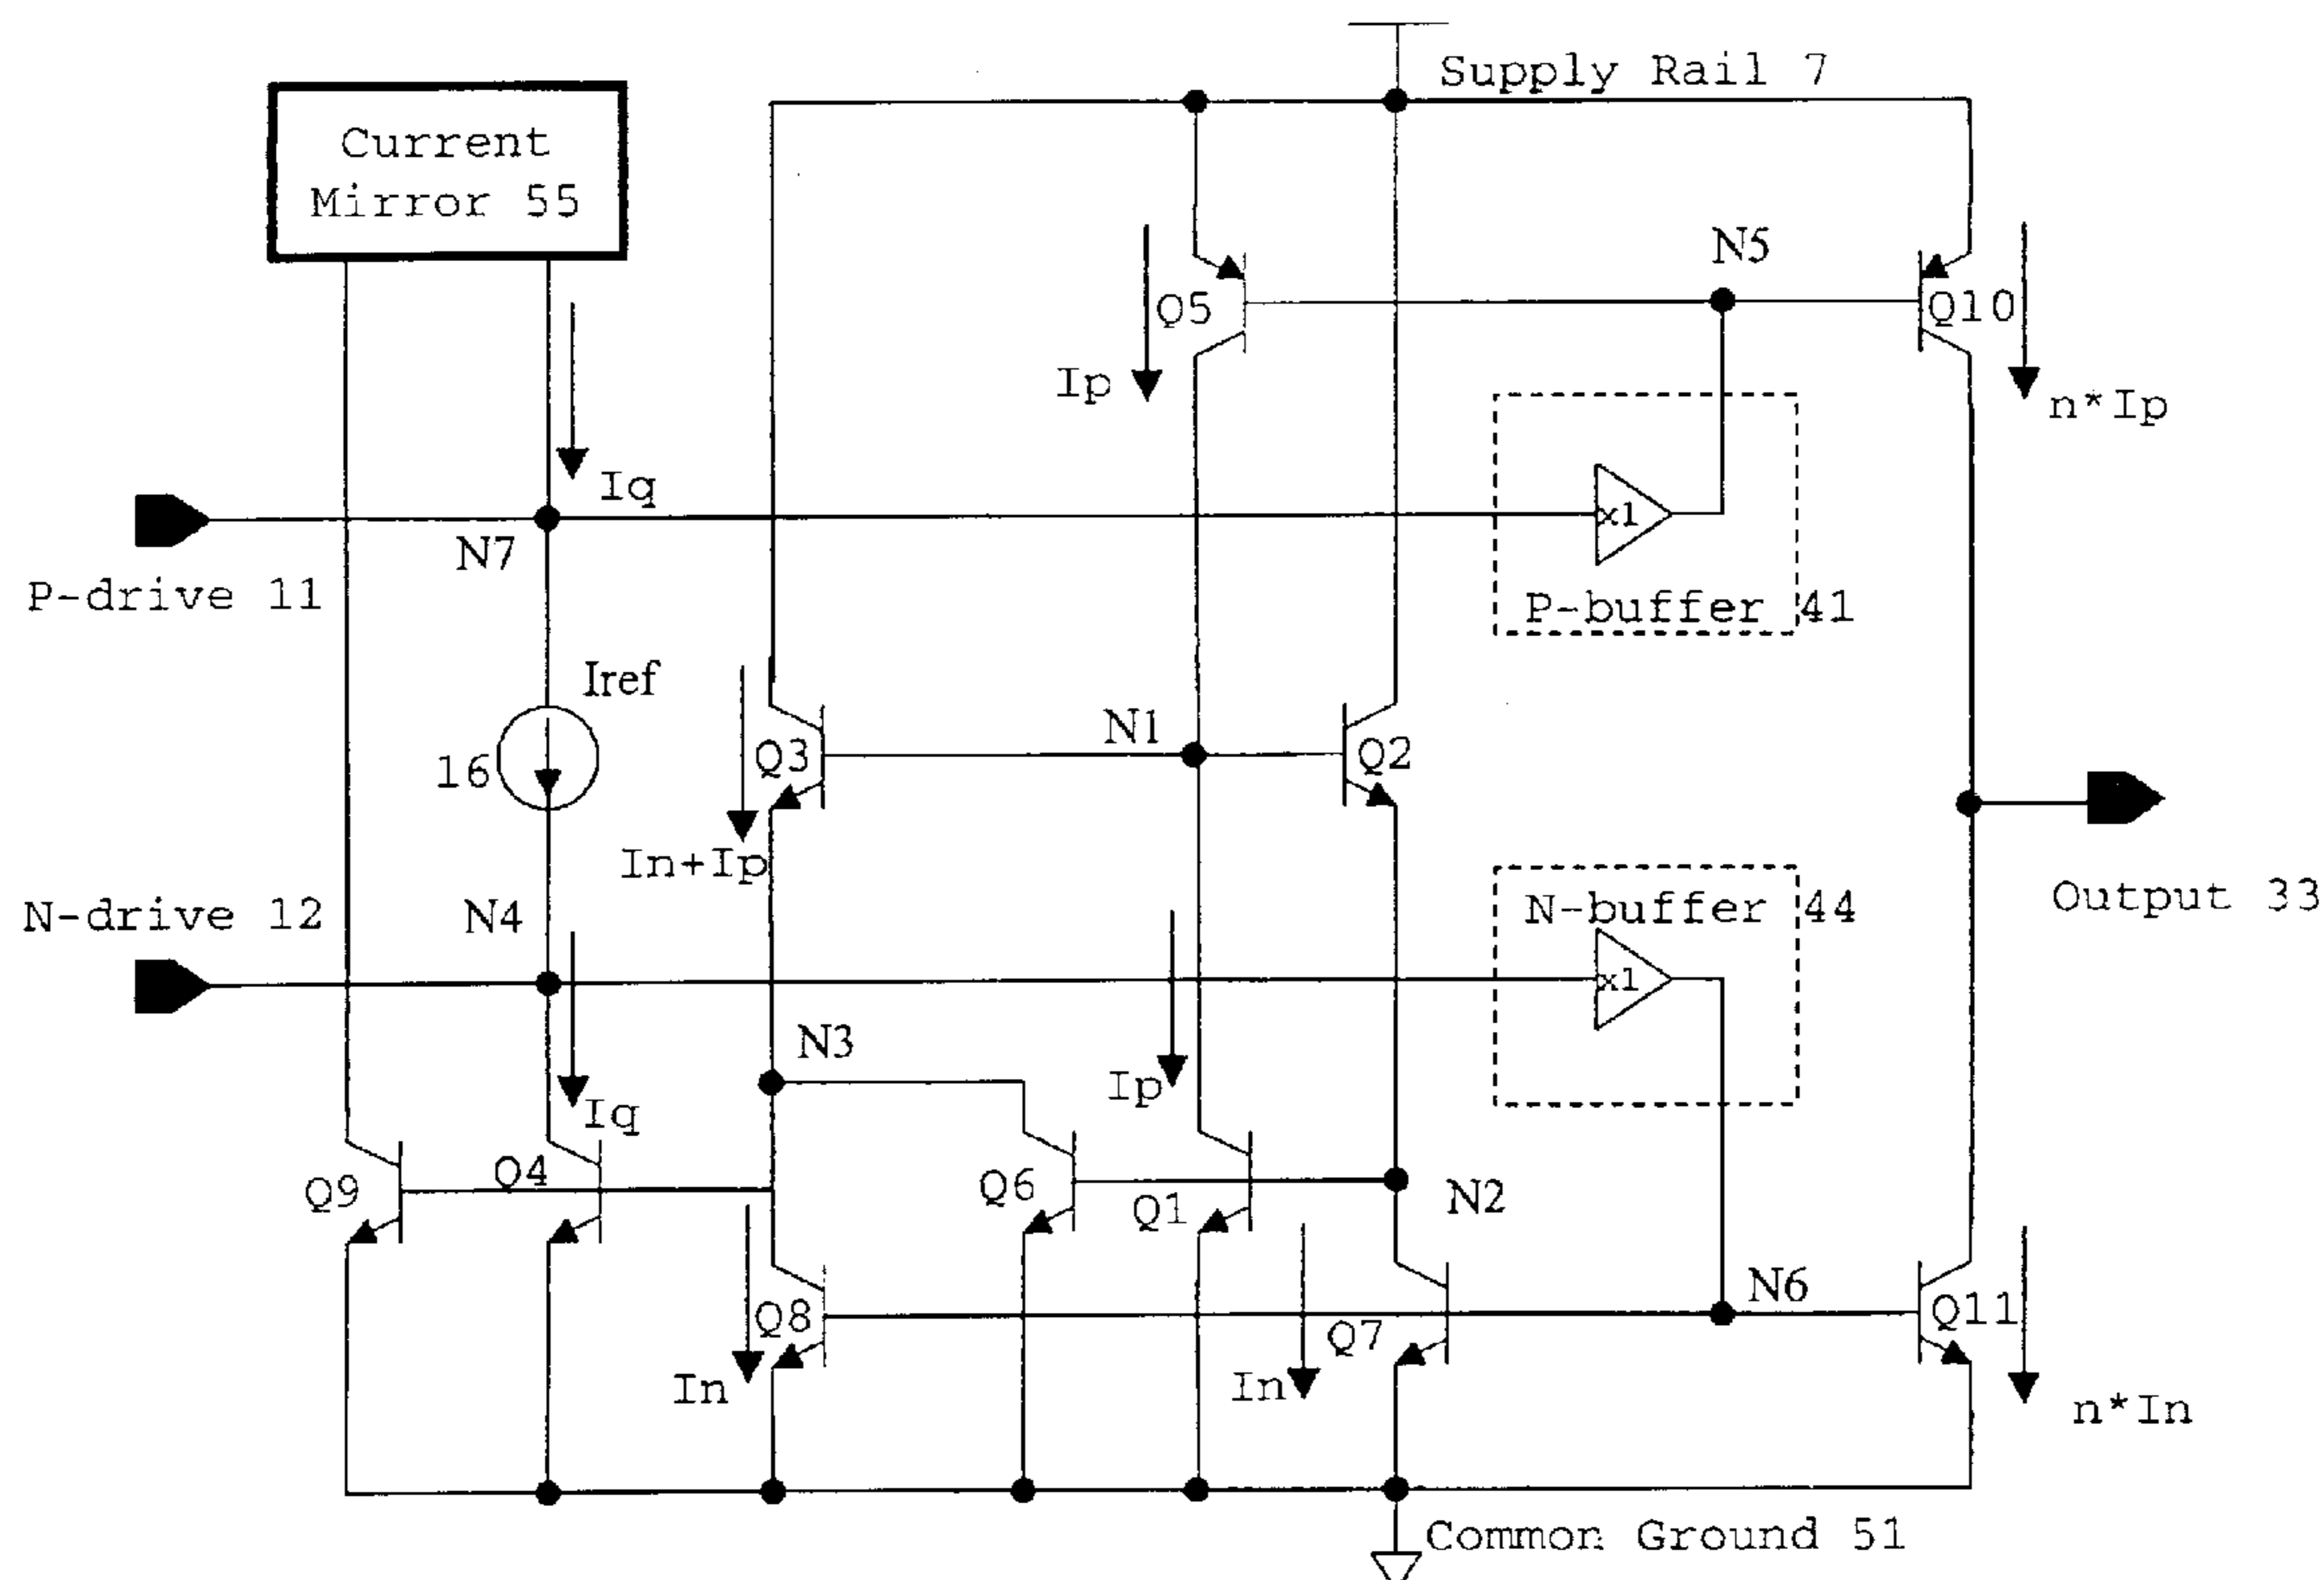 Supply Rail 7
Current
Mirror 55
N5
Q5
Q10
Ip
n*Ip
Iq
x1
N7
P-drive 11
P-buffer 41
Iref
N1
Q3
Q2
16
In+Ip
N-drive 12
N4
N-buffer 44
Output 33
x1
N3
Ip
Iq
Q9
Q4
Q6
Q1
N2
N6
Q8
Q7
Q11
In
In
n*In
Common Ground 51